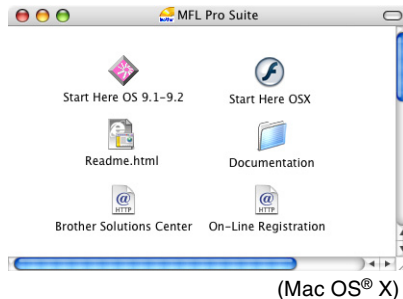 MFL Pro Suite
Start Here OS 9.1-9.2
Start Here OSX
Readme.html
Documentation
@
HTTP
@
HTTP
Brother Solutions Center
On-Line Registration
(Mac OS® X)